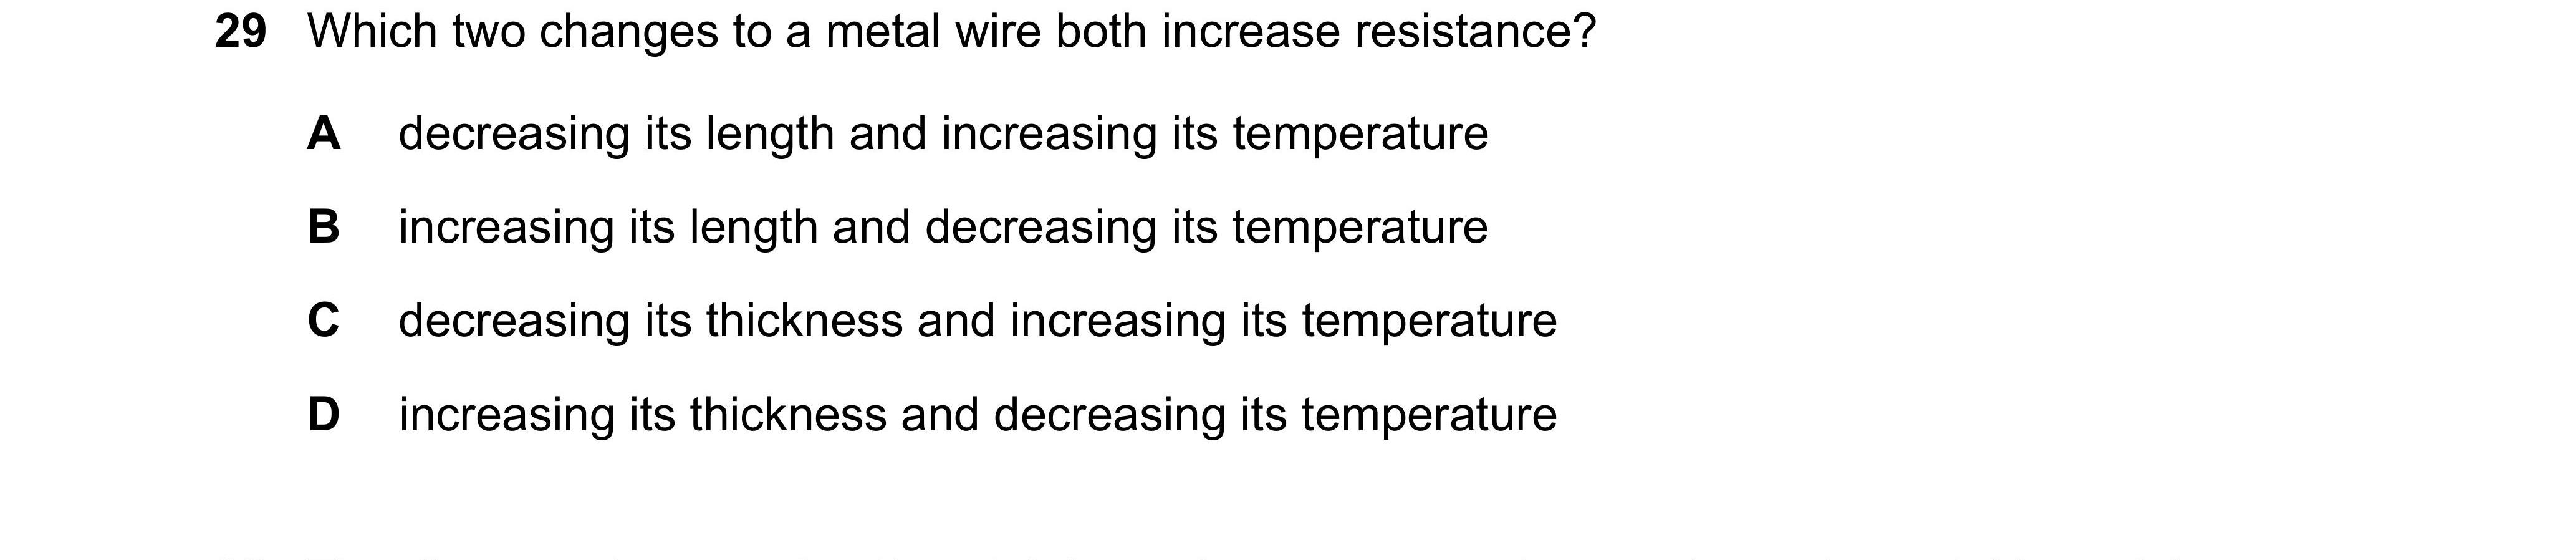 29 Which two changes to a metal wire both increase resistance?
A decreasing its length and increasing its temperature
B increasing its length and decreasing its temperature
C decreasing its thickness and increasing its temperature
D increasing its thickness and decreasing its temperature